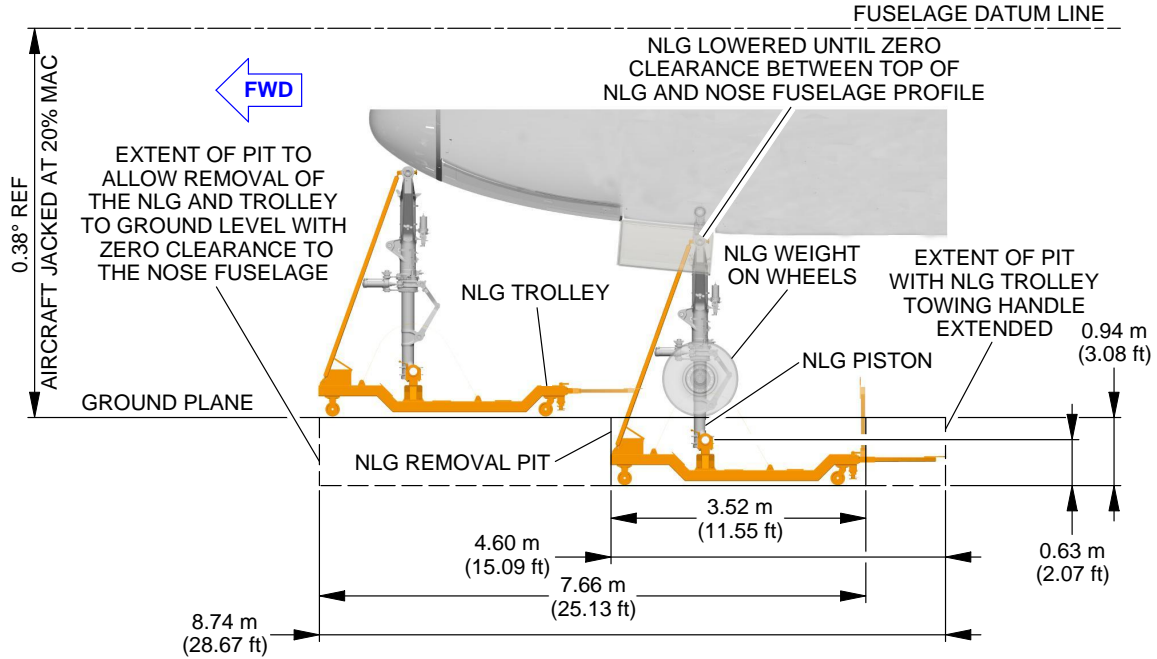 FUSELAGE DATUM LINE
NLG LOWERED UNTIL ZERO
CLEARANCE BETWEEN TOP OF
NLG AND NOSE FUSELAGE PROFILE
FWD
0.38° REF
AIRCRAFT JACKED AT 20% MAC
EXTENT OF PIT TO
ALLOW REMOVAL OF
THE NLG AND TROLLEY
TO GROUND LEVEL WITH
ZERO CLEARANCE TO
THE NOSE FUSELAGE
NLG TROLLEY
NLG WEIGHT
ON WHEELS
EXTENT OF PIT
WITH NLG TROLLEY
TOWING HANDLE
EXTENDED
0.94 m
(3.08 ft)
NLG PISTON
GROUND PLANE
NLG REMOVAL PIT
3.52 m
(11.55 ft)
0.63 m
(2.07 ft)
4.60 m
(15.09 ft)
7.66 m
(25.13 ft)
8.74 m
(28.67 ft)